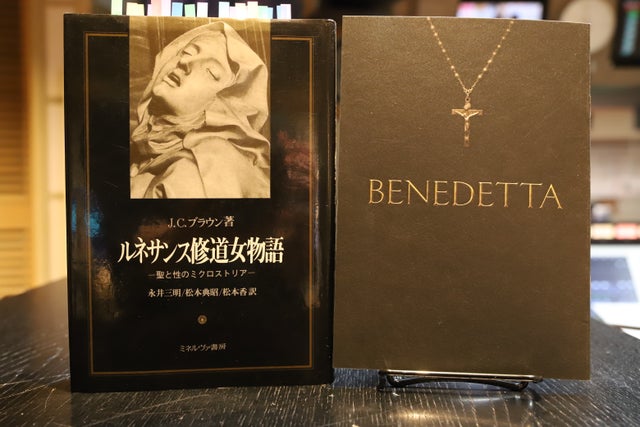 J.C.ブラウン著
ルネサンス修道女物語
―聖と性のミクロストリア―
永井三明/松本典昭/松本香訳
ミネルヴァ書房
BENEDETTA